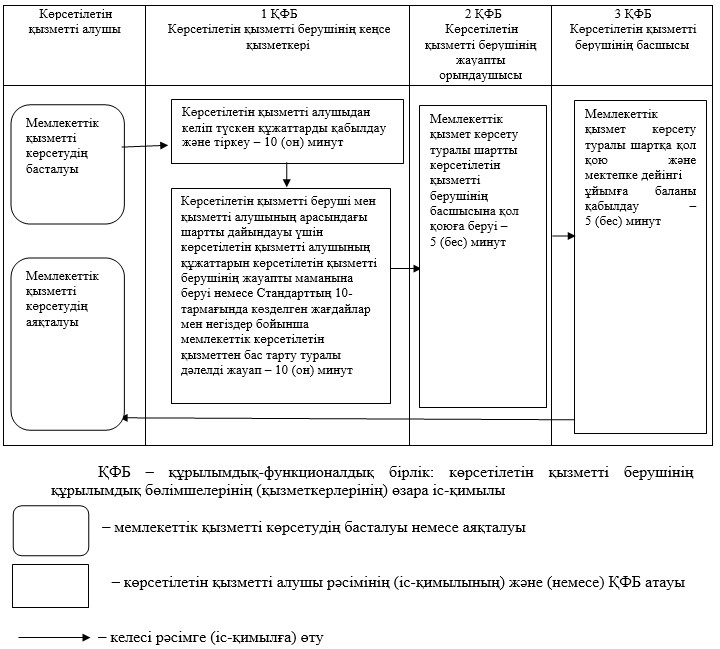 Көрсетілетін
қызметті алушы
1 ҚФБ
Көрсетілетін қызметті берушінің кеңсе
қызметкері
2 ҚФБ
Көрсетілетін
қызметті берушінің
жауапты
орындаушысы
3 ҚФБ
Көрсетілетін қызметті
берушінің басшысы
Мемлекеттік
қызметті
көрсетудің
басталуы
Мемлекеттік
қызметті
көрсетудің
аяқталуы
Көрсетілетін қызметті алушыдан
келіп түскен құжаттарды қабылдау
және тіркеу – 10 (он) минут
Көрсетілетін қызметті беруші мен
қызметті алушының арасындағы
шартты дайындауы үшін
көрсетілетін қызметті алушының
құжаттарын көрсетілетін қызметті
берушінің жауапты маманына
беруі немесе Стандарттың 10-
тармағында көзделген жағдайлар
мен негіздер бойынша
мемлекеттік көрсетілетін
қызметтен бас тарту туралы
дәлелді жауап – 10 (он) минут
Мемлекеттік
қызмет көрсету
туралы шартты
көрсетілетін
қызметті
берушінің
басшысына қол
қоюға беруі –
5 (бес) минут
Мемлекеттік
қызмет көрсету
туралы шартқа қол
қою және
мектепке дейінгі
ұйымға баланы
қабылдау –
5 (бес) минут
ҚФБ – құрылымдық-функционалдық бірлік: көрсетілетін қызметті берушінің
құрылымдық бөлімшелерінің (қызметкерлерінің) өзара іс-қимылы
– мемлекеттік қызметті көрсетудің басталуы немесе аяқталуы
– көрсетілетін қызметті алушы рәсімінің (іс-қимылының) және (немесе) ҚФБ атауы
– келесі рәсімге (іс-қимылға) өту